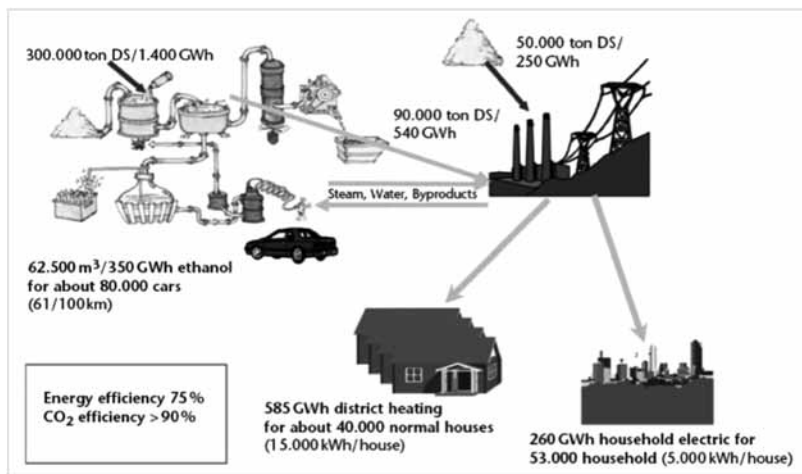 300.000 ton DS/1.400 GWh
50.000 ton DS/
250 GWh
90.000 ton DS/
540 GWh
Steam, Water, Byproducts
62.500 m³/350 GWh ethanol
for about 80.000 cars
(61/100km)
Energy efficiency 75%
CO₂ efficiency >90%
585 GWh district heating
for about 40.000 normal houses
(15.000 kWh/house)
260 GWh household electric for
53.000 household (5.000 kWh/house)